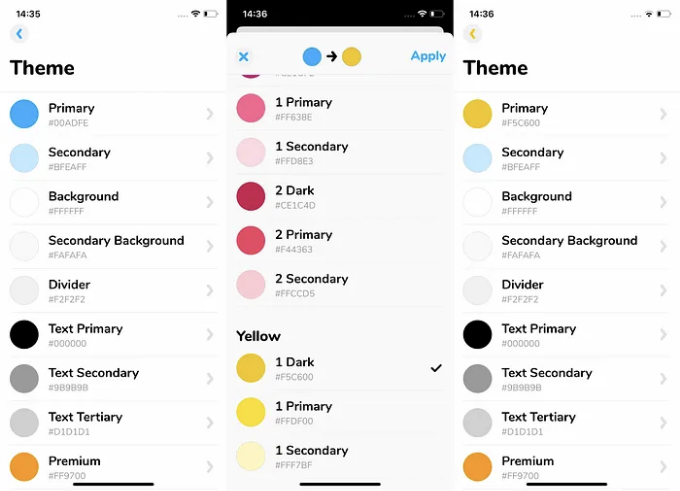 14:35
Theme
Primary
#00ADFE
Secondary
#BFEAFF
Background
#FFFFFF
Secondary Background
#FAFAFA
Divider
#F2F2F2
Text Primary
#000000
Text Secondary
#9B9B9B
Text Tertiary
#D1D1D1
Premium
#FF9700
14:36
Apply
1 Primary
#FF638E
1 Secondary
#FFD8E3
2 Dark
#CE1C4D
2 Primary
#F44363
2 Secondary
#FFCCD5
Yellow
1 Dark
#F5C600
1 Primary
#FFDF00
1 Secondary
#FFF7BF
14:36
Theme
Primary
#F5C600
Secondary
#BFEAFF
Background
#FFFFFF
Secondary Background
#FAFAFA
Divider
#F2F2F2
Text Primary
#000000
Text Secondary
#9B9B9B
Text Tertiary
#D1D1D1
Premium
#FF9700